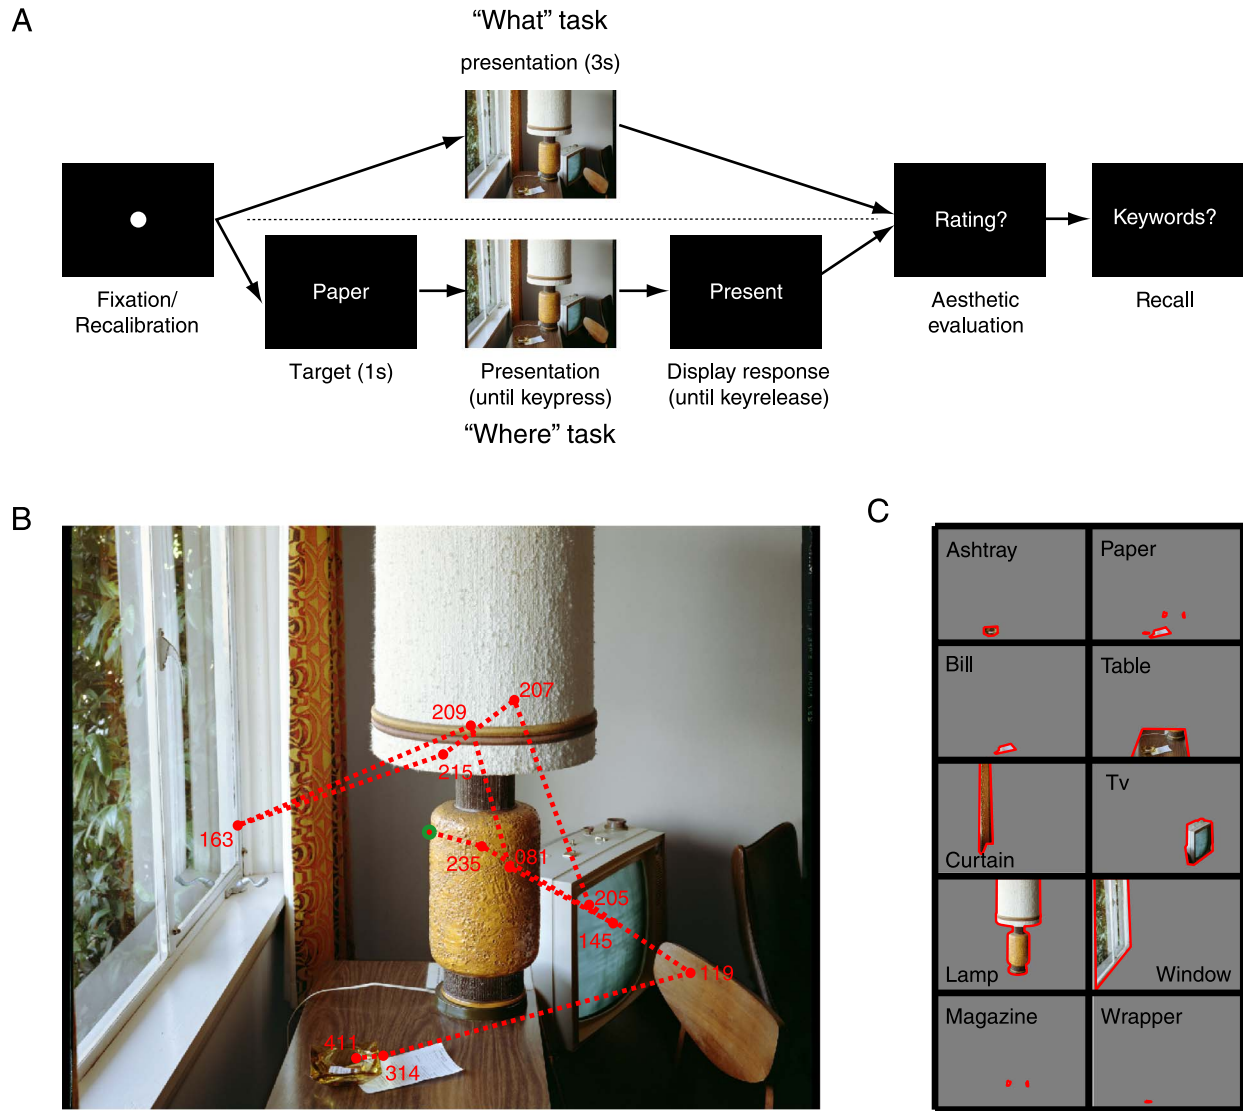 A
“What” task
presentation (3s)
Rating?
Keywords?
Paper
Present
Fixation/
Recalibration
Aesthetic
evaluation
Recall
Target (1s)
Presentation
(until keypress)
Display response
(until keyrelease)
“Where” task
B
207
209
215
163
235
081
205
145
119
411
314
C
Ashtray
Paper
Bill
Table
Curtain
Tv
Lamp
Window
Magazine
Wrapper